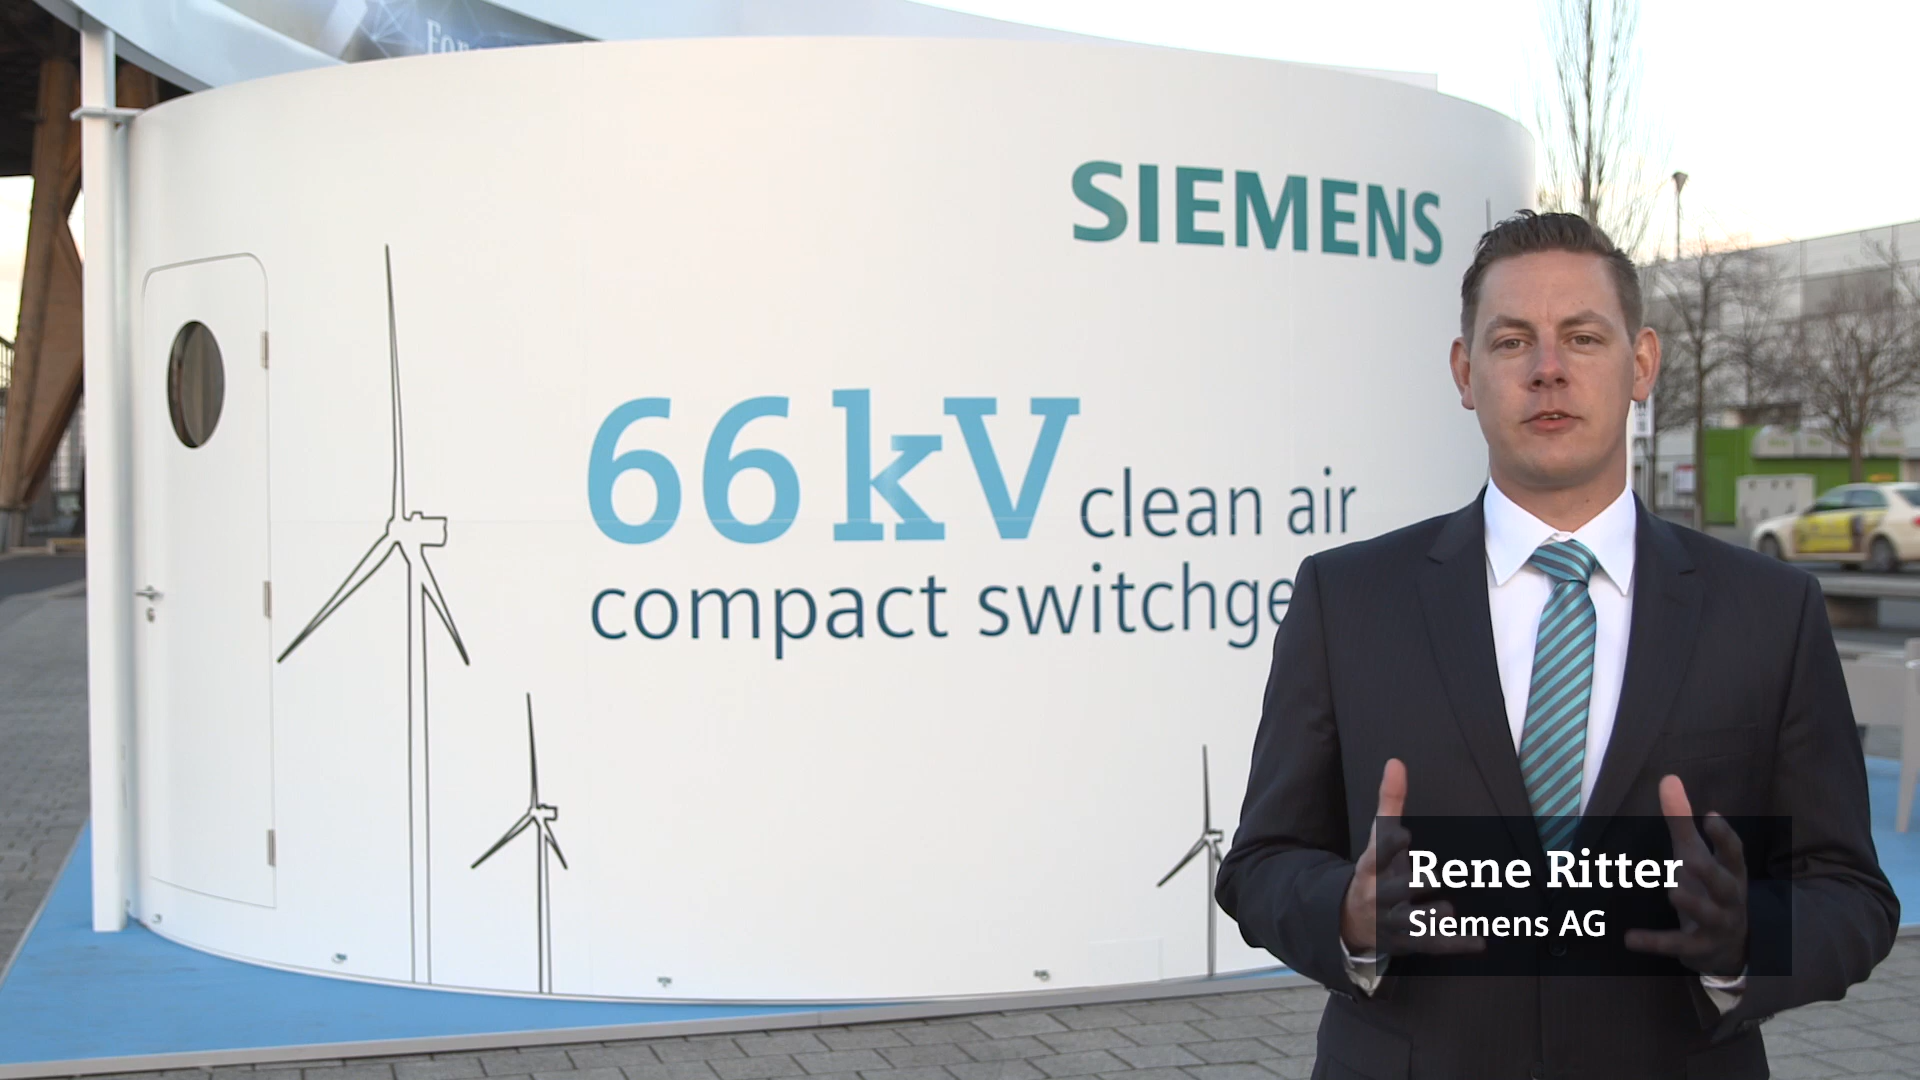 SIEMENS
66 kV clean air
compact switchge
Rene Ritter
Siemens AG